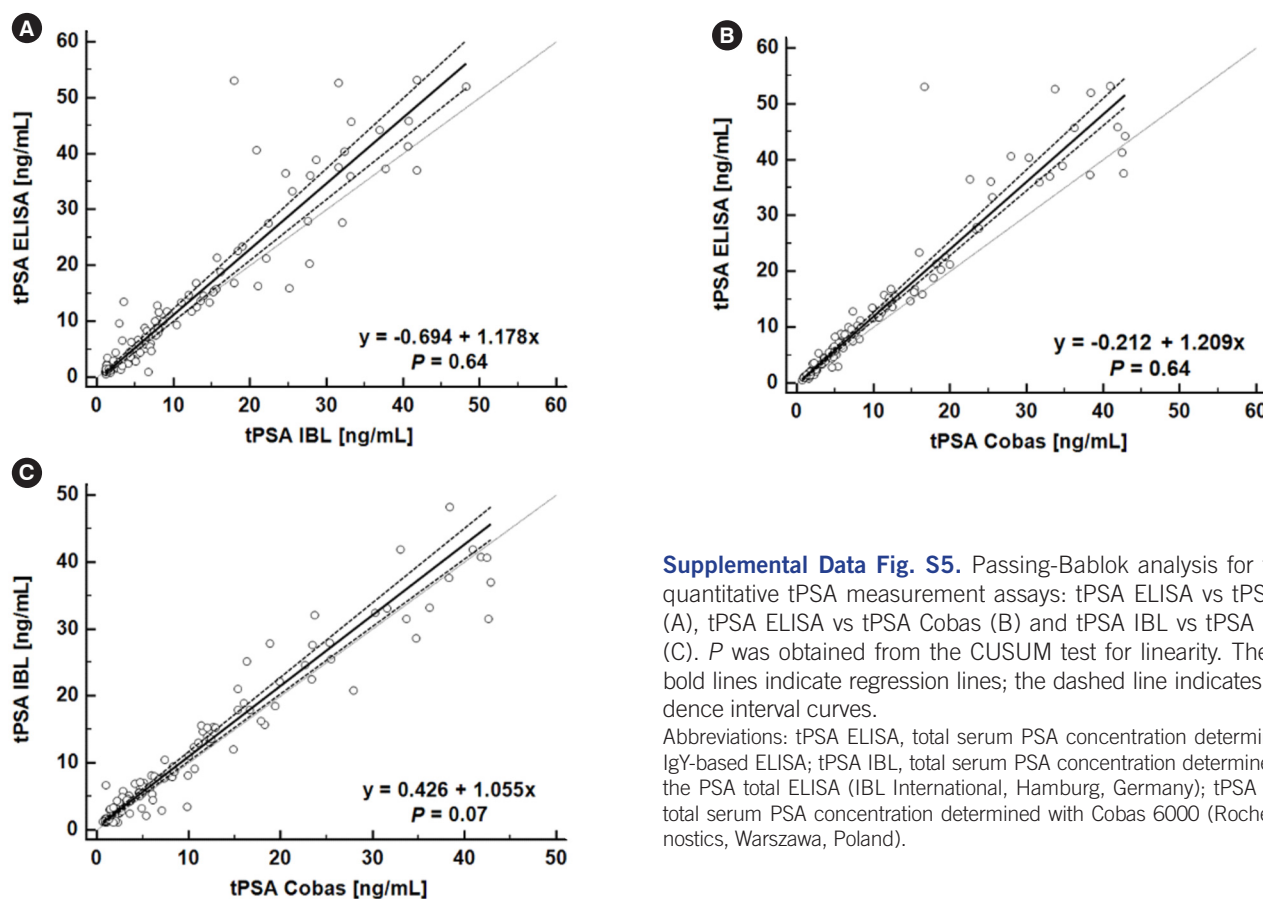 A
60
50
40
30
20
10
0
tPSA ELISA [ng/mL]
y = -0.694 + 1.178x
P = 0.64
0 10 20 30 40 50 60
tPSA IBL [ng/mL]
B
60
50
40
30
20
10
0
tPSA ELISA [ng/mL]
y = -0.212 + 1.209x
P = 0.64
0 10 20 30 40 50 60
tPSA Cobas [ng/mL]
C
50
40
30
20
10
0
tPSA IBL [ng/mL]
y = 0.426 + 1.055x
P = 0.07
0 10 20 30 40 50
tPSA Cobas [ng/mL]
Supplemental Data Fig. S5. Passing-Bablok analysis for
quantitative tPSA measurement assays: tPSA ELISA vs tPS
(A), tPSA ELISA vs tPSA Cobas (B) and tPSA IBL vs tPSA
(C). P was obtained from the CUSUM test for linearity. The
bold lines indicate regression lines; the dashed line indicates
dence interval curves.
Abbreviations: tPSA ELISA, total serum PSA concentration determi
IgY-based ELISA; tPSA IBL, total serum PSA concentration determine
the PSA total ELISA (IBL International, Hamburg, Germany); tPSA
total serum PSA concentration determined with Cobas 6000 (Roche
nostics, Warszawa, Poland).